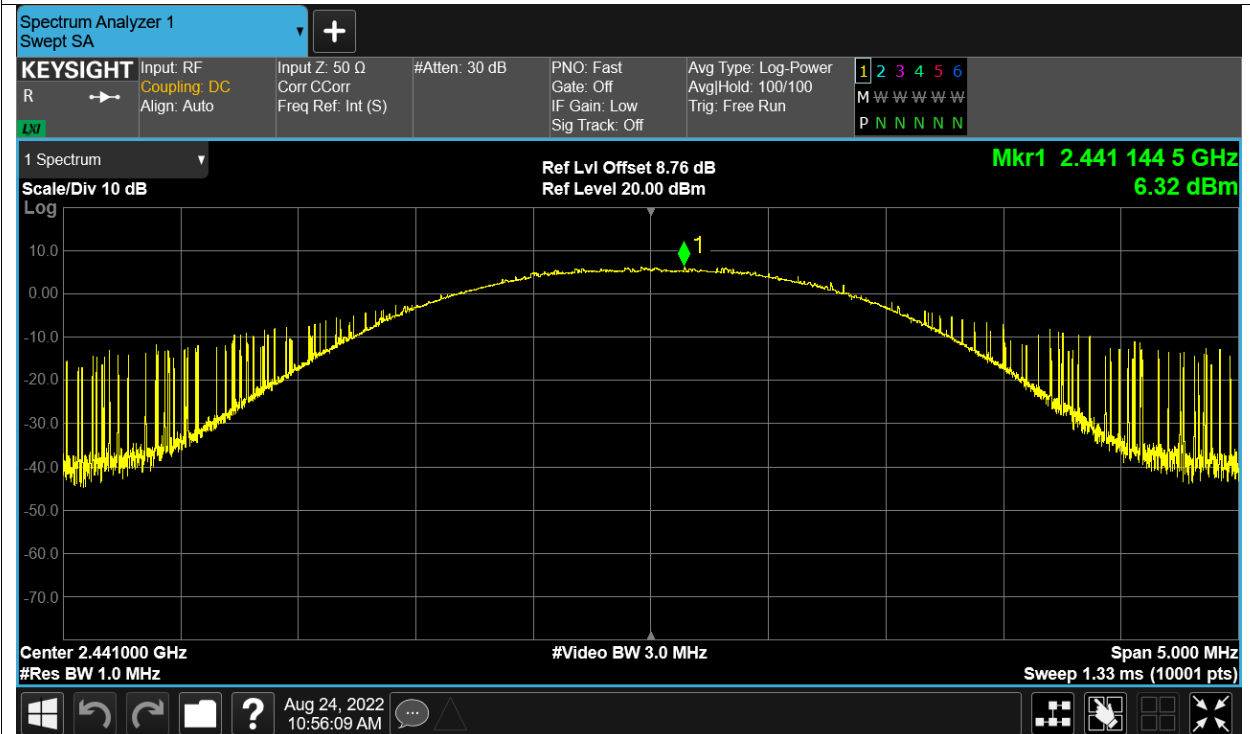 Spectrum Analyzer 1
Swept SA
+
KEYSIGHT
R
LXI
Input: RF
Coupling: DC
Align: Auto
Input Z: 50 Ω
Corr CCorr
Freq Ref: Int (S)
#Atten: 30 dB
PNO: Fast
Gate: Off
IF Gain: Low
Sig Track: Off
Avg Type: Log-Power
Avg|Hold: 100/100
Trig: Free Run
1 2 3 4 5 6
M W W W W W
P N N N N N
1 Spectrum
Scale/Div 10 dB
Log
Ref Lvl Offset 8.76 dB
Ref Level 20.00 dBm
Mkr1 2.441 144 5 GHz
6.32 dBm
1
10.0
0.00
-10.0
-20.0
-30.0
-40.0
-50.0
-60.0
-70.0
Center 2.441000 GHz
#Res BW 1.0 MHz
#Video BW 3.0 MHz
Span 5.000 MHz
Sweep 1.33 ms (10001 pts)
?
Aug 24, 2022
10:56:09 AM